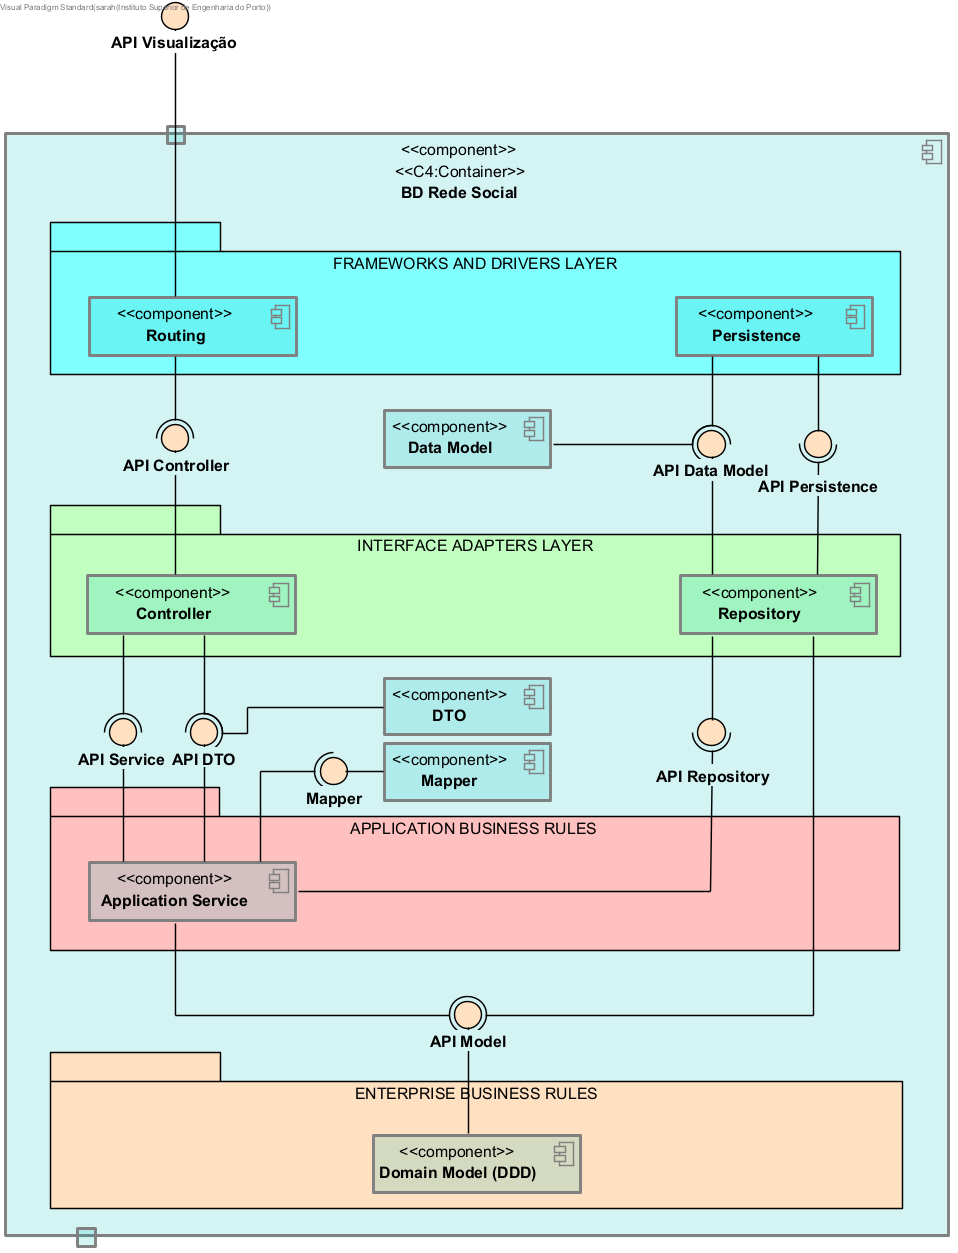 Visual Paradigm Standard(sarah(Instituto Superior de Engenharia do Porto))
API Visualização
<<component>>
<<C4:Container>>
BD Rede Social
FRAMEWORKS AND DRIVERS LAYER
<<component>>
Routing
<<component>>
Persistence
<<component>>
Data Model
API Controller
API Data Model
API Persistence
INTERFACE ADAPTERS LAYER
<<component>>
Controller
<<component>>
Repository
<<component>>
DTO
API Service
API DTO
<<component>>
Mapper
Mapper
API Repository
APPLICATION BUSINESS RULES
<<component>>
Application Service
API Model
ENTERPRISE BUSINESS RULES
<<component>>
Domain Model (DDD)